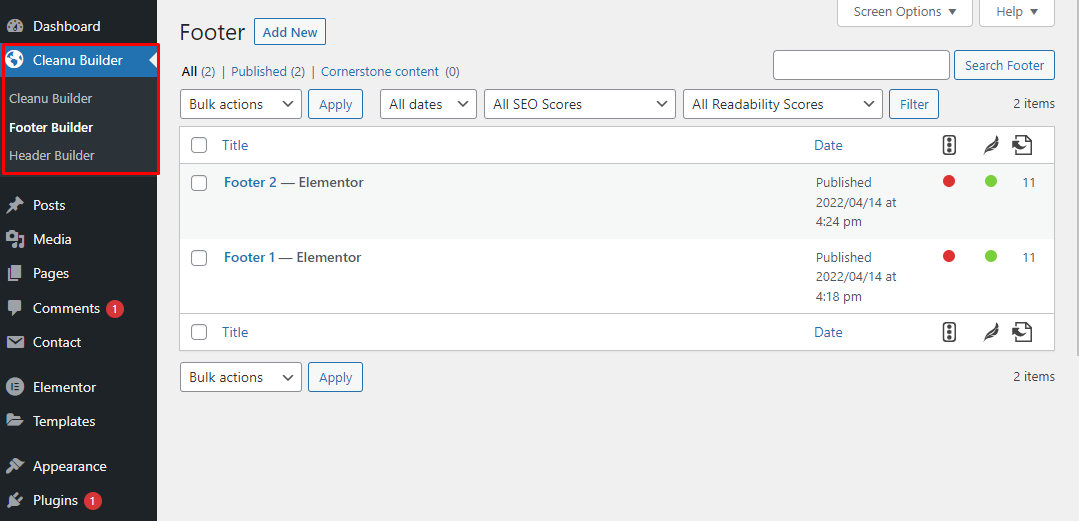 Dashboard
Cleanu Builder
Cleanu Builder
Footer Builder
Header Builder
Posts
Media
Pages
Comments 1
Contact
Elementor
Templates
Appearance
Plugins 1
Screen Options Help
Footer Add New
All (2) | Published (2) | Cornerstone content (0)
Search Footer
Bulk actions Apply All dates All SEO Scores All Readability Scores Filter 2 items
Title Date
Footer 2 — Elementor Published 11
2022/04/14 at
4:24 pm
Footer 1 — Elementor Published 11
2022/04/14 at
4:18 pm
Title Date
Bulk actions Apply 2 items